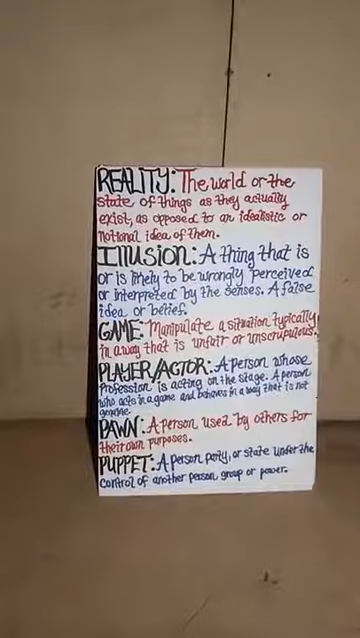 REALITY: The world or the
state of things as they actually
exist, as opposed to an idealistic or
notional idea of them.
ILLUSION: A thing that is
or is likely to be wrongly perceived
or interpreted by the senses. A false
idea or belief.
GAME: Manipulate a situation typically
in a way that is unfair or unscrupulous.
PLAYER/ACTOR: A person whose
profession is acting on the stage. A person
who acts in a game and behaves in a way that is not
genuine.
PAWN: A person used by others for
their own purposes.
PUPPET: A person party, or state under the
control of another person, group or power.